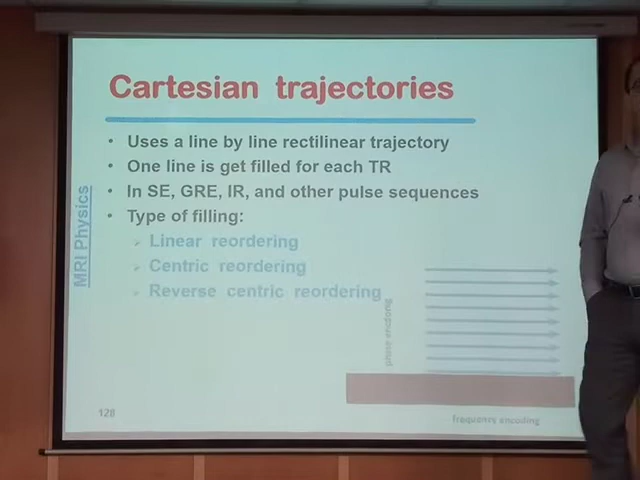 Cartesian trajectories
Uses a line by line rectilinear trajectory
One line is get filled for each TR
In SE, GRE, IR, and other pulse sequences
Type of filling:
Linear reordering
Centric reordering
Reverse centric reordering
MRI Physics
phase encoding
frequency encoding
128